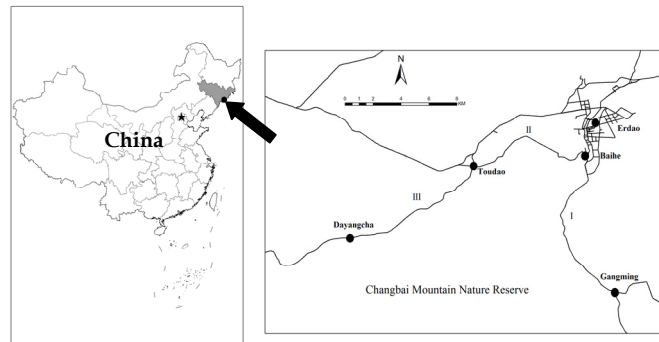 China
N
0 1 2 4 6 8
KM
Erdao
II
Baihe
Toudao
III
I
Dayangcha
Gangming
Changbai Mountain Nature Reserve